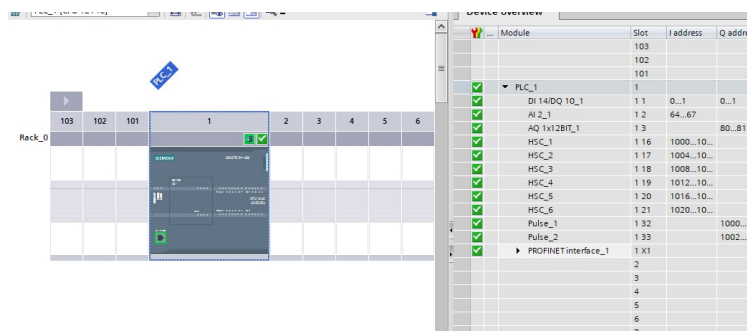 Device overview
Module Slot I address Q addre
103
102
101
PLC_1 1
DI 14/DQ 10_1 1 1 0...1 0...1
AI 2_1 1 2 64...67
AQ 1x12BIT_1 1 3 80...81
HSC_1 1 16 1000...10...
HSC_2 1 17 1004...10...
HSC_3 1 18 1008...10...
HSC_4 1 19 1012...10...
HSC_5 1 20 1016...10...
HSC_6 1 21 1020...10...
Pulse_1 1 32 1000...
Pulse_2 1 33 1002...
PROFINET interface_1 1 X1
2
3
4
5
6
PLC_1
103 102 101 1 2 3 4 5 6
Rack_0
SIEMENS